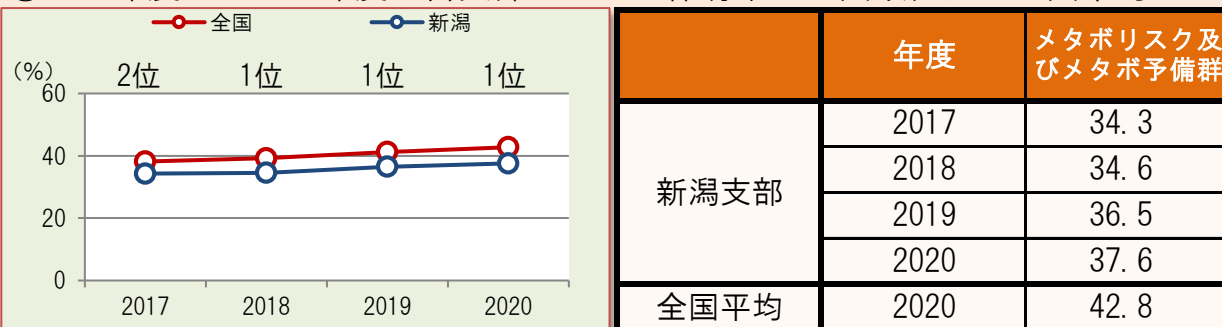 全国 新潟
(%) 2位 1位 1位 1位
60
40
20
0
2017 2018 2019 2020
年度 メタボリスク及
びメタボ予備群
新潟支部
2017 34.3
2018 34.6
2019 36.5
2020 37.6
全国平均 2020 42.8